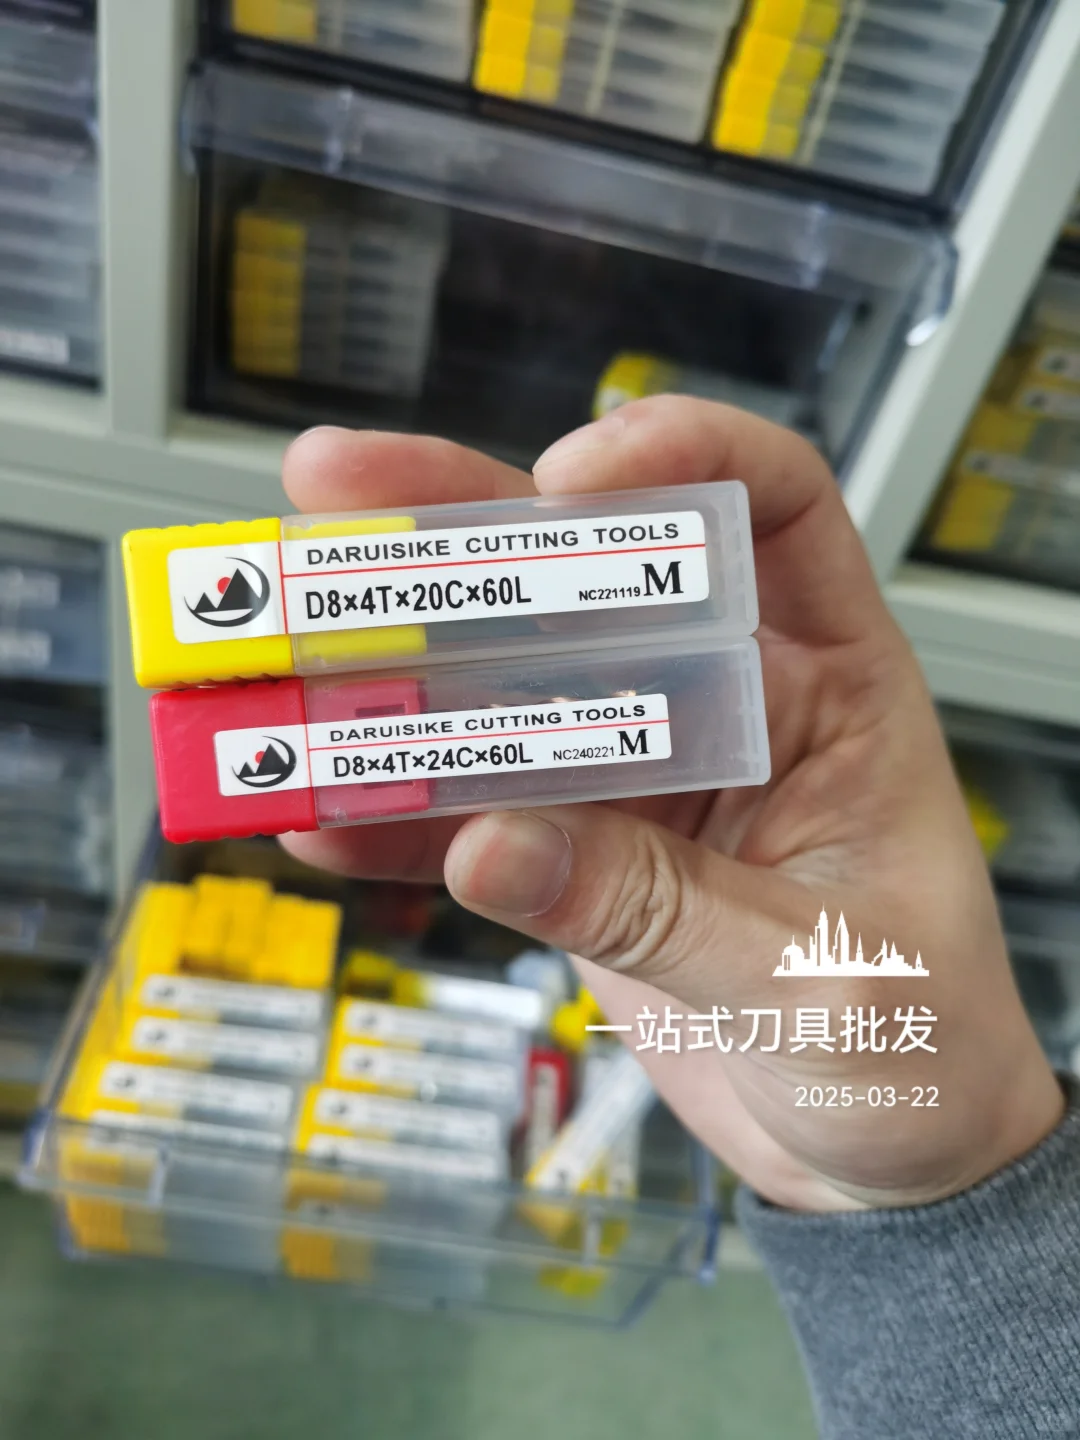 DARUISIKE CUTTING TOOLS
D8×4T×20C×60L NC221119 M
DARUISIKE CUTTING TOOLS
D8×4T×24C×60L NC240221 M
一站式刀具批发
2025-03-22